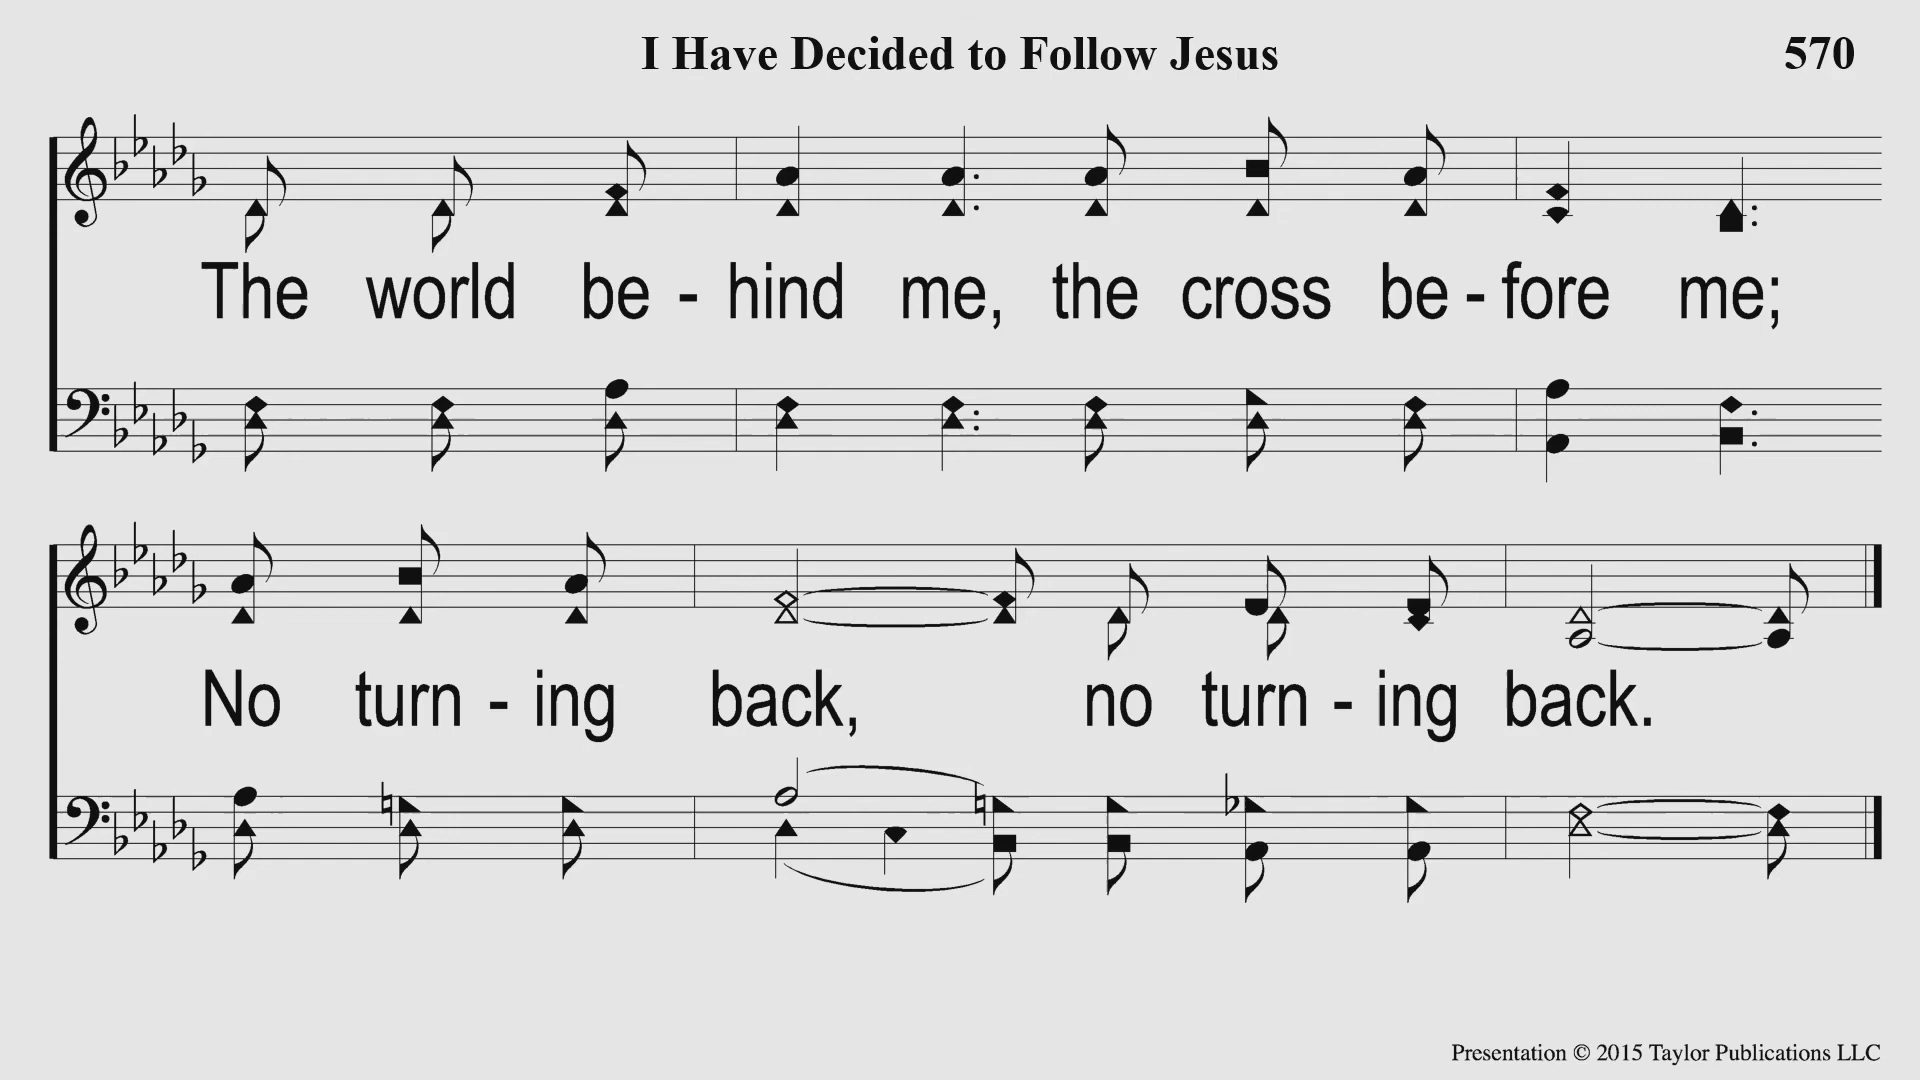 I Have Decided to Follow Jesus 570
The world be - hind me, the cross be - fore me;
No turn - ing back, no turn - ing back.
Presentation © 2015 Taylor Publications LLC